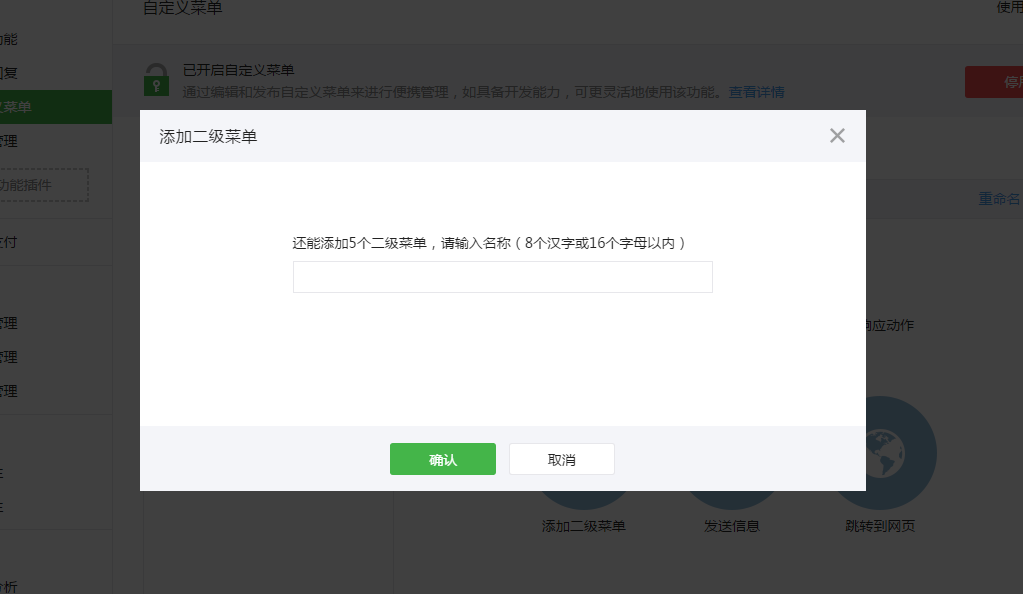 自定义菜单
使用
功能
已开启自定义菜单
回复
通过编辑和发布自定义菜单来进行便携管理，如具备开发能力，可更灵活地使用该功能。查看详情
停用
义菜单
添加二级菜单
管理
功能插件
重命名
支付
还能添加5个二级菜单，请输入名称（8个汉字或16个字母以内）
管理
响应动作
管理
管理
确认
取消
添加二级菜单
发送信息
跳转到网页
分析